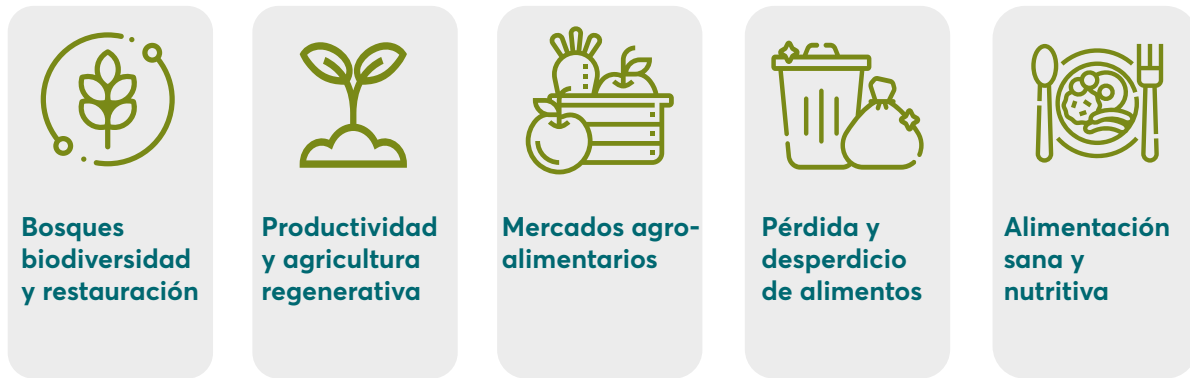 Bosques
biodiversidad
y restauración
Productividad
y agricultura
regenerativa
Mercados agro-
alimentarios
Pérdida y
desperdicio
de alimentos
Alimentación
sana y
nutritiva